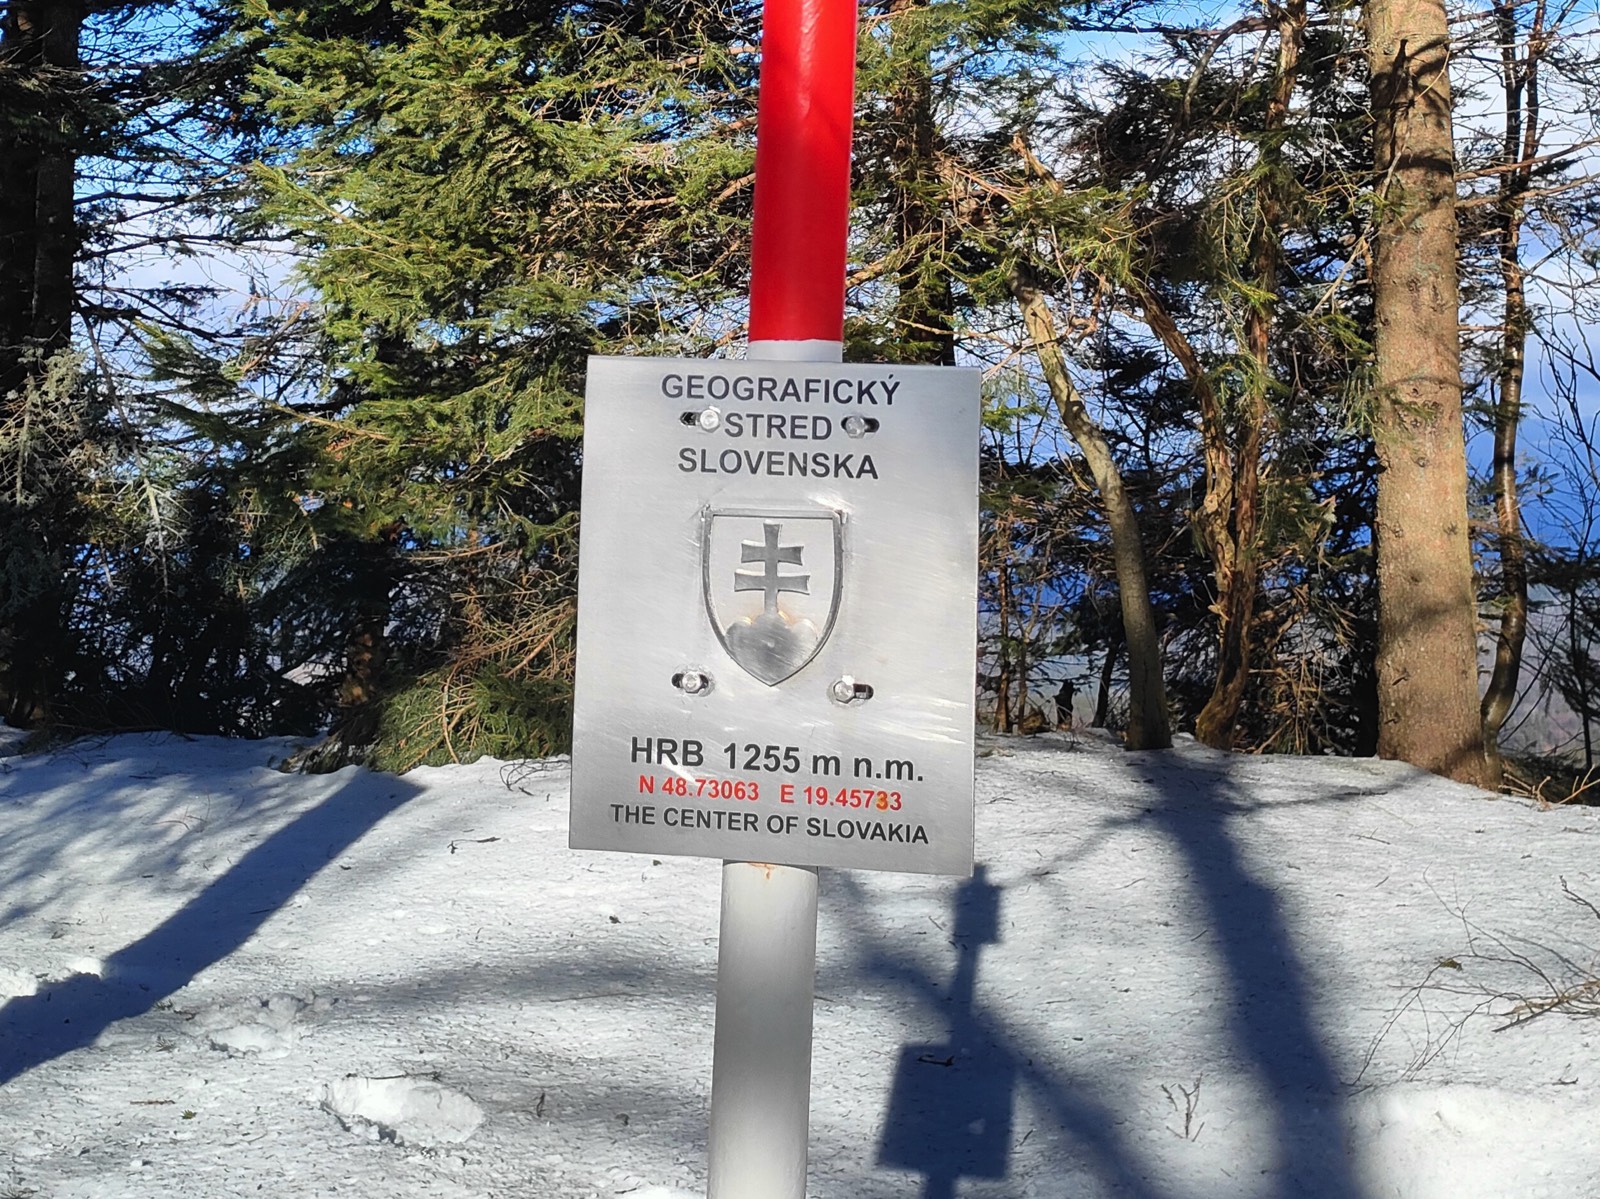 GEOGRAFICKÝ
STRED
SLOVENSKA
HRB 1255 m n.m.
N 48.73063 E 19.45733
THE CENTER OF SLOVAKIA